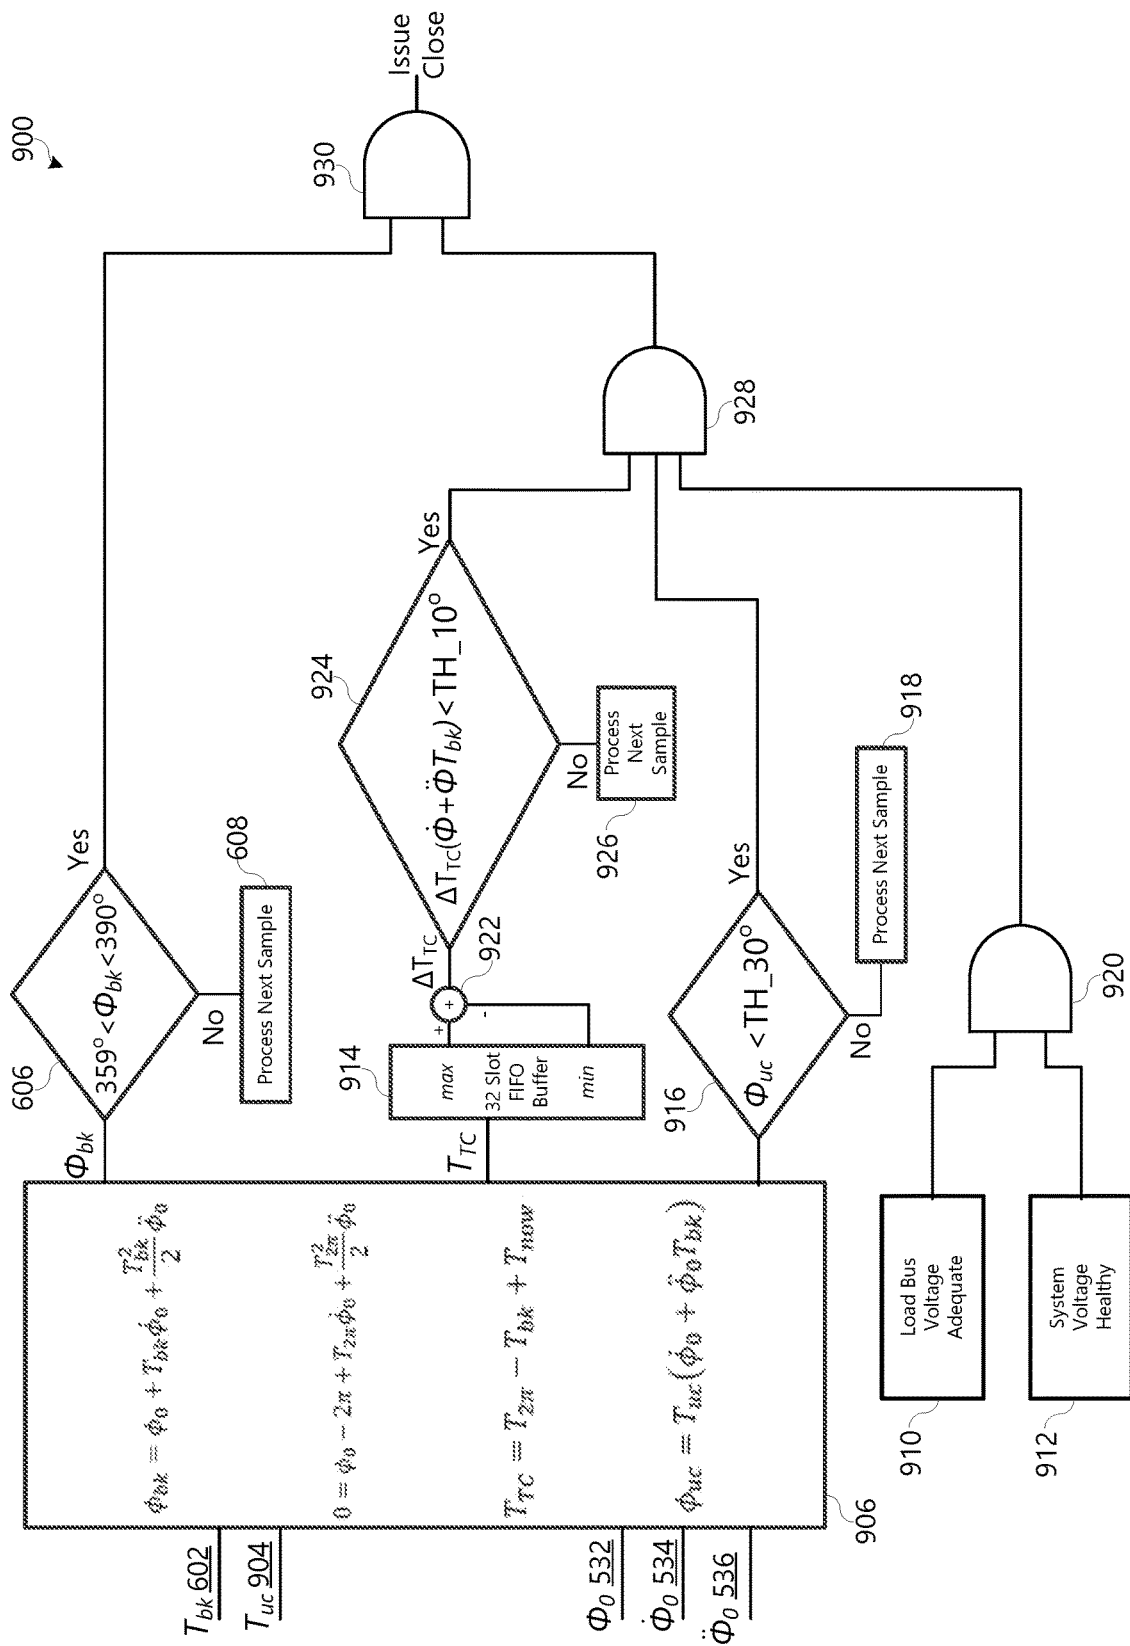 900
T_bk 602
T_uc 904
Φ_0 532
Φ̇_0 534
Φ̈_0 536
ϕ_bk = ϕ_0 + T_bk ϕ̇_0 + T²_bk/2 ϕ̈_0
0 = ϕ_0 − 2π + T_2π ϕ̇_0 + T²_2π/2 ϕ̈_0
T_TC = T_2π − T_bk + T_now
ϕ_uc = T_uc(ϕ̇_0 + ϕ̈_0 T_bk)
906
Φ_bk
606
359°<Φ_bk<390°
Yes
No
Process Next Sample
608
T_TC
914
max
32 Slot
FIFO
Buffer
min
+
-
+
922
ΔT_TC
924
ΔT_TC(Φ̇+Φ̈T_bk)<TH_10°
Yes
No
Process
Next
Sample
926
916
Φ_uc <TH_30°
Yes
No
Process Next Sample
918
910
Load Bus
Voltage
Adequate
912
System
Voltage
Healthy
920
928
930
Issue
Close